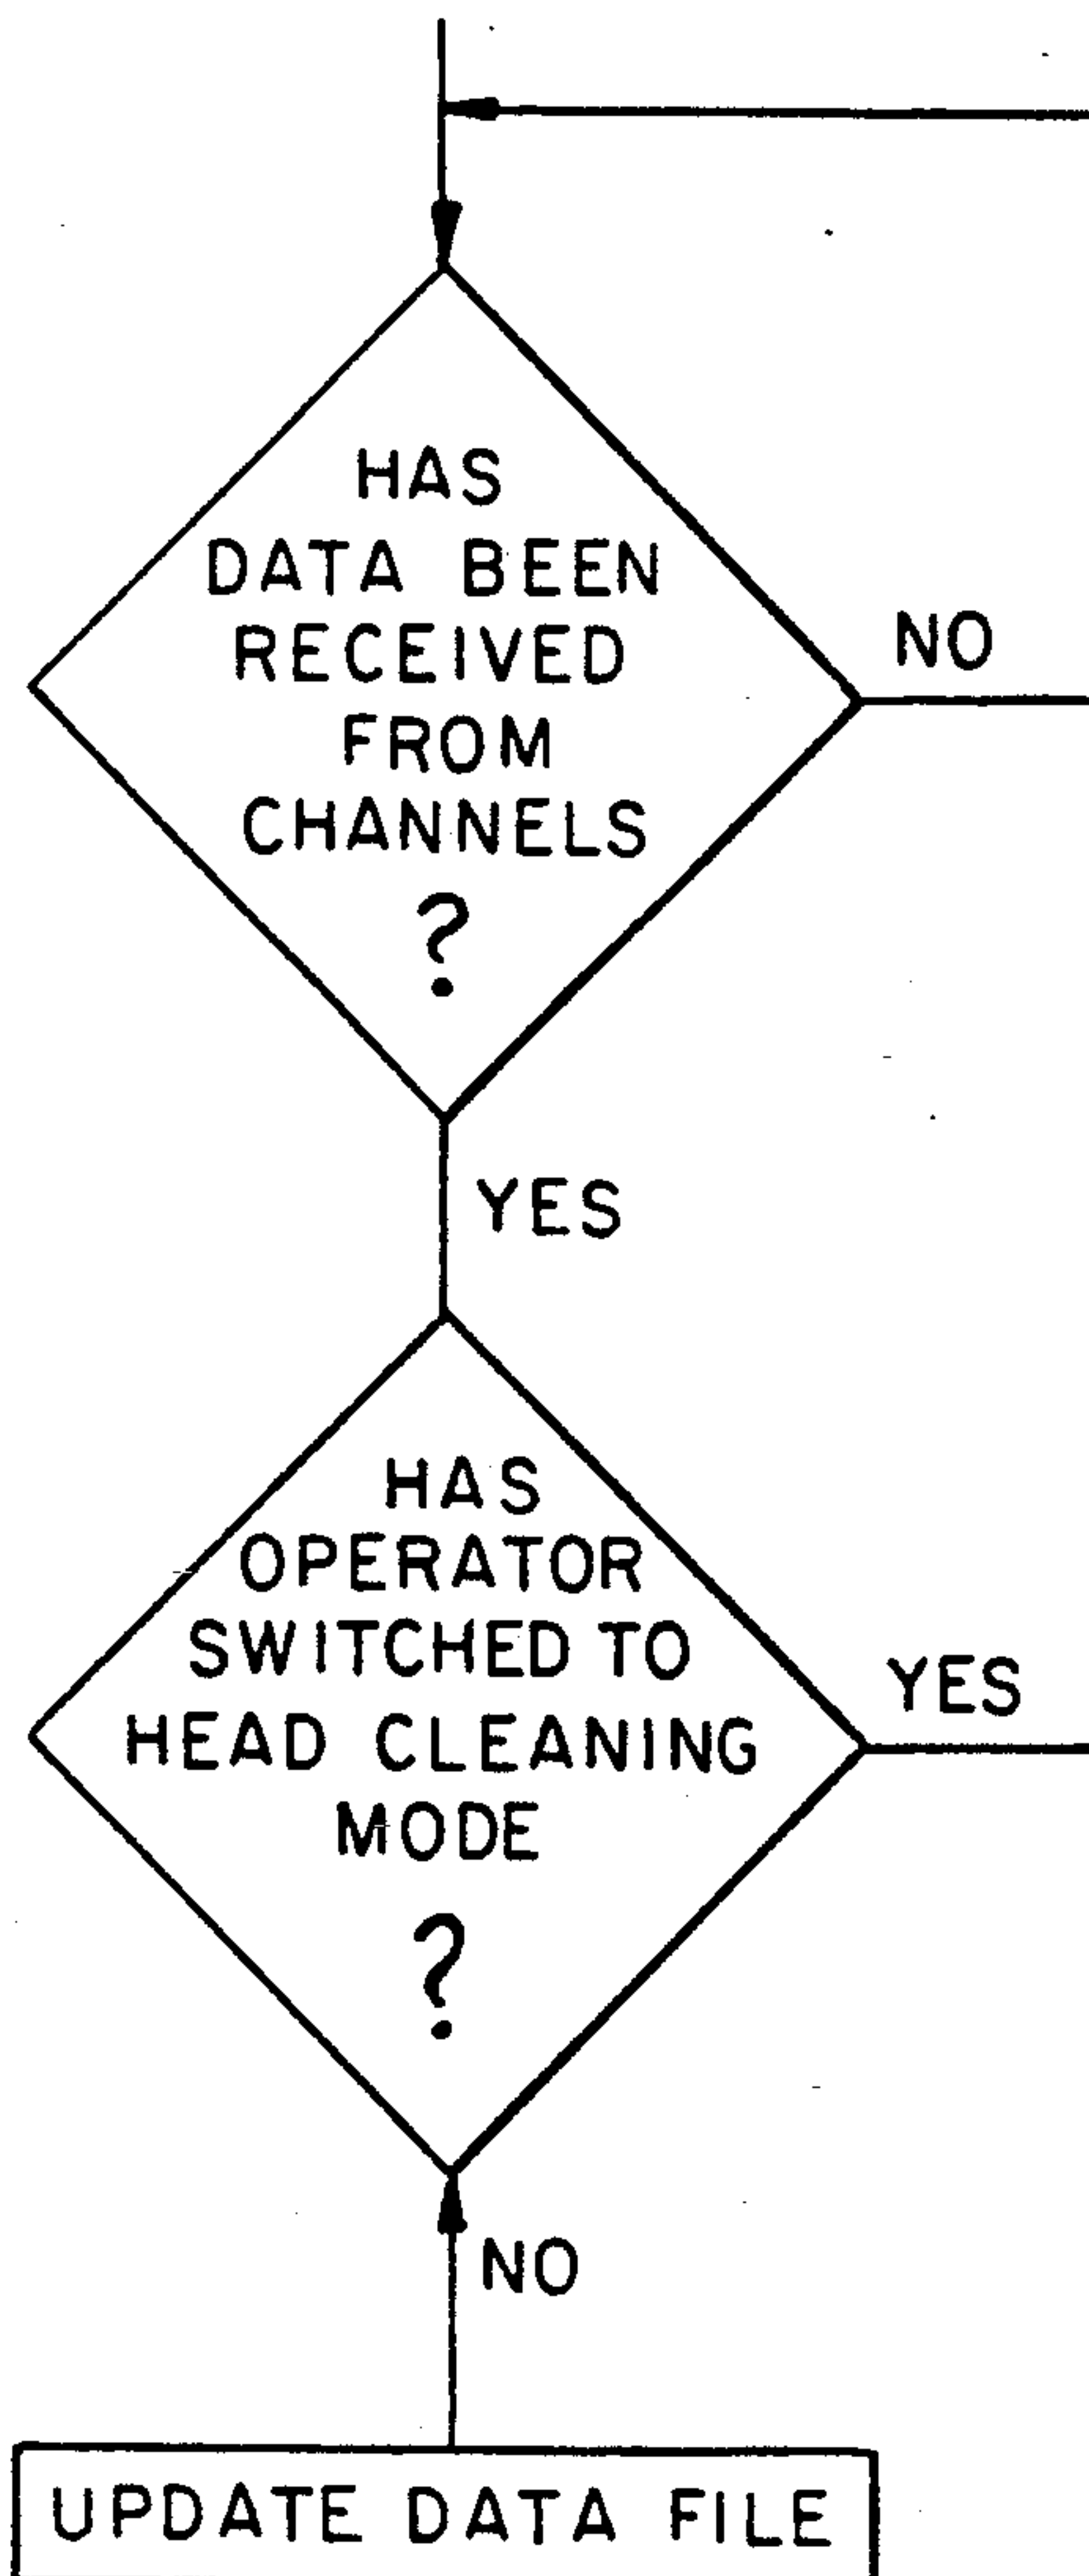 HAS
DATA BEEN
RECEIVED
FROM
CHANNELS
?
NO
YES
HAS
OPERATOR
SWITCHED TO
HEAD CLEANING
MODE
?
YES
NO
UPDATE DATA FILE